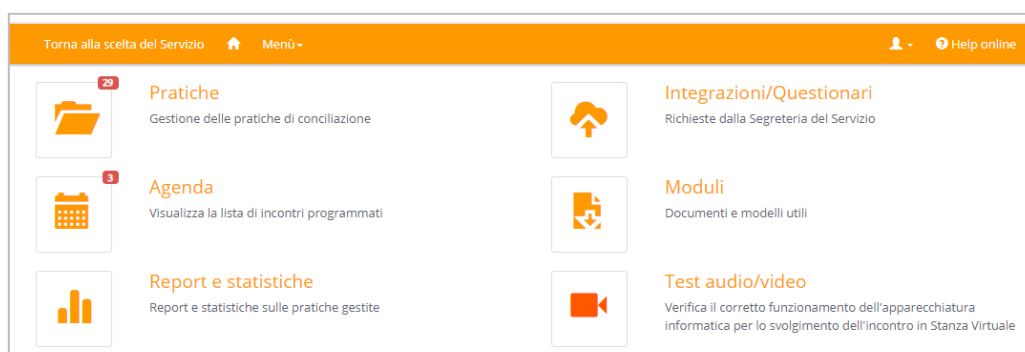 Torna alla scelta del Servizio Menù Help online
29
Pratiche
Gestione delle pratiche di conciliazione
Integrazioni/Questionari
Richieste dalla Segreteria del Servizio
3
Agenda
Visualizza la lista di incontri programmati
Moduli
Documenti e modelli utili
Report e statistiche
Report e statistiche sulle pratiche gestite
Test audio/video
Verifica il corretto funzionamento dell'apparecchiatura
informatica per lo svolgimento dell'incontro in Stanza Virtuale